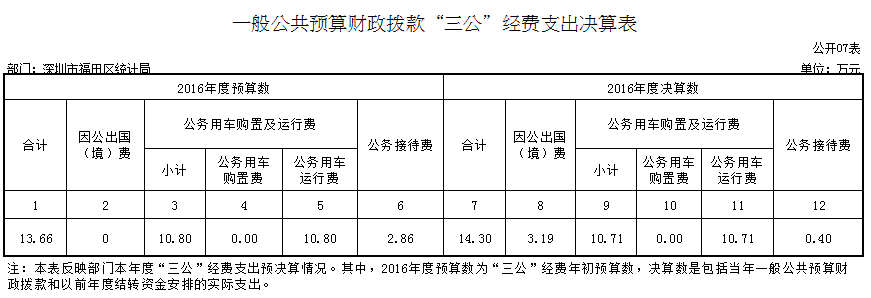 一般公共预算财政拨款“三公”经费支出决算表
公开07表
部门：深圳市福田区统计局 单位：万元
2016年度预算数 2016年度决算数
合计 因公出国（境）费 公务用车购置及运行费 公务接待费 合计 因公出国（境）费 公务用车购置及运行费 公务接待费
小计 公务用车购置费 公务用车运行费 小计 公务用车购置费 公务用车运行费
1 2 3 4 5 6 7 8 9 10 11 12
13.66 0 10.80 0.00 10.80 2.86 14.30 3.19 10.71 0.00 10.71 0.40
注：本表反映部门本年度“三公”经费支出预决算情况。其中，2016年度预算数为“三公”经费年初预算数，决算数是包括当年一般公共预算财
政拨款和以前年度结转资金安排的实际支出。